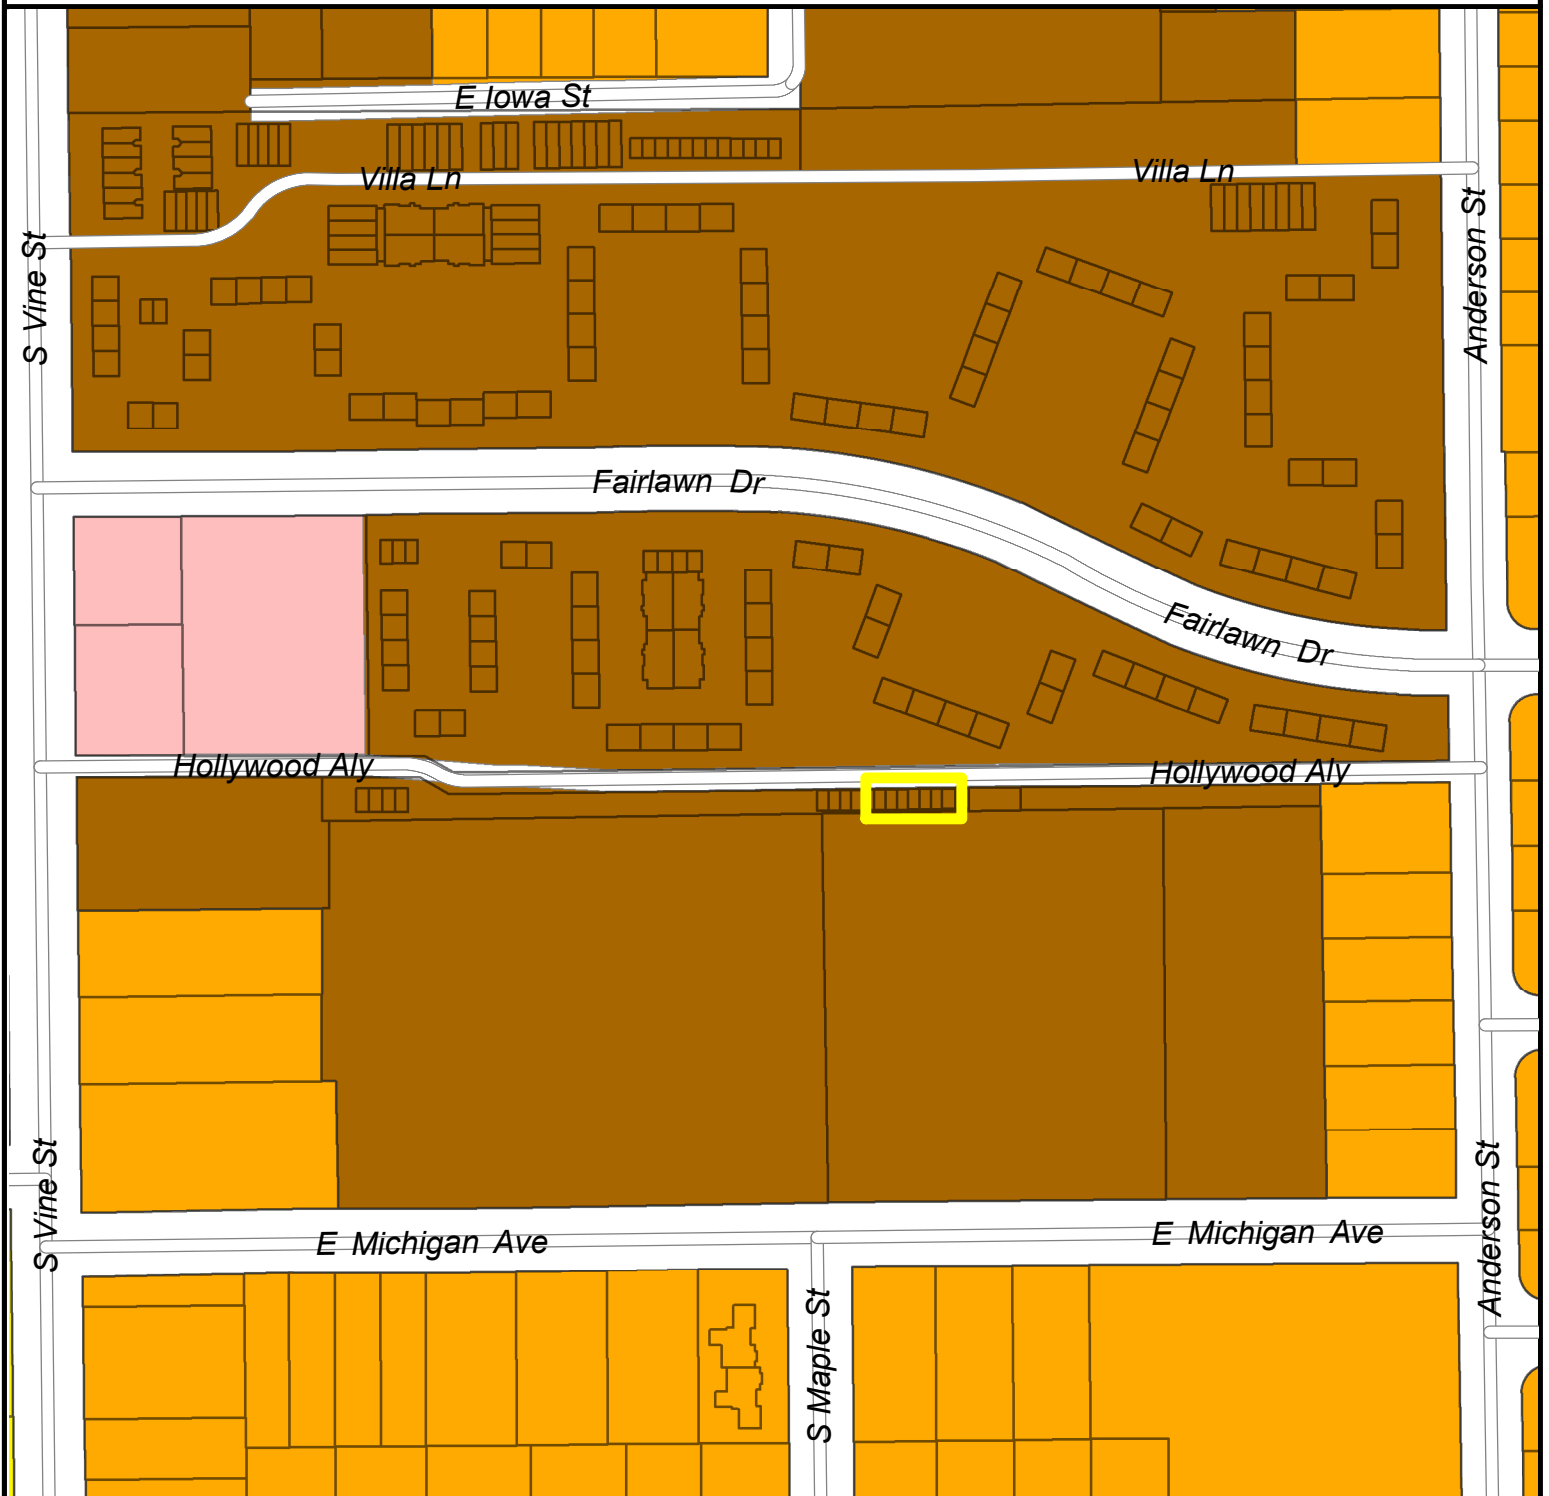 E Iowa St
Villa Ln
Villa Ln
S Vine St
Anderson St
Fairlawn Dr
Fairlawn Dr
Hollywood Aly
Hollywood Aly
S Vine St
Anderson St
E Michigan Ave
E Michigan Ave
S Maple St